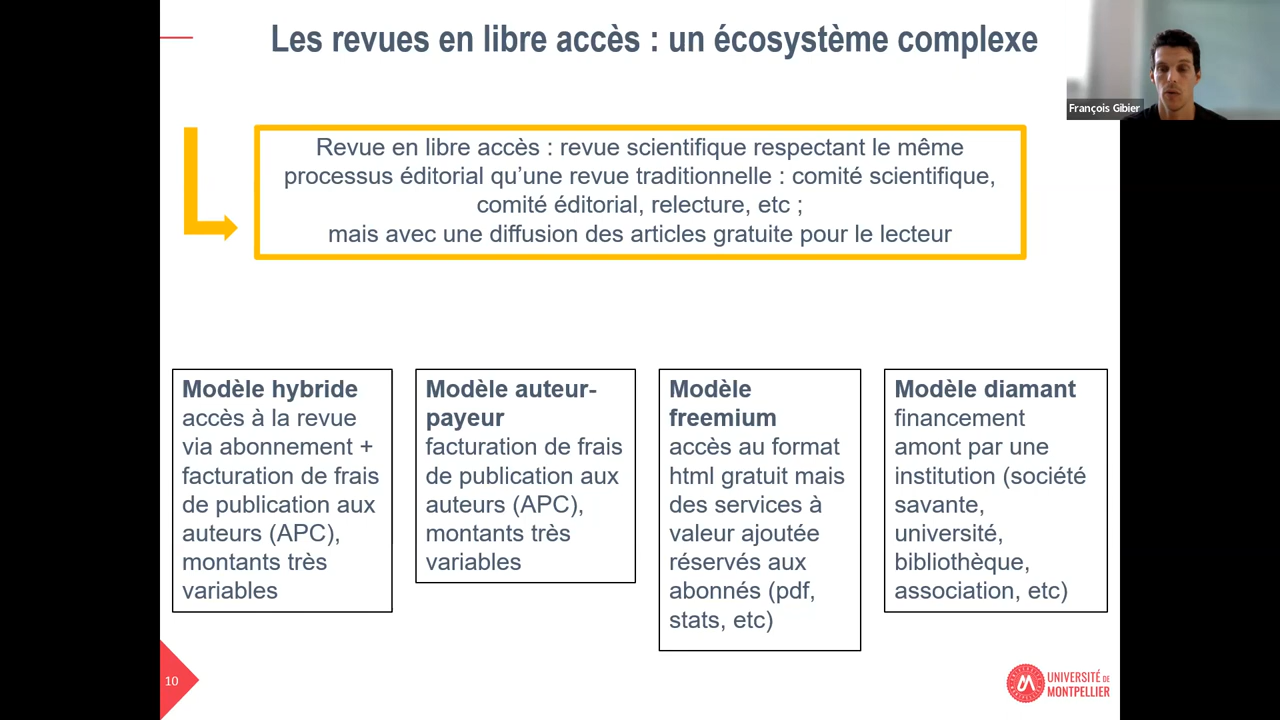 Les revues en libre accès : un écosystème complexe
François Gibier
Revue en libre accès : revue scientifique respectant le même
processus éditorial qu’une revue traditionnelle : comité scientifique,
comité éditorial, relecture, etc ;
mais avec une diffusion des articles gratuite pour le lecteur
Modèle hybride
accès à la revue
via abonnement +
facturation de frais
de publication aux
auteurs (APC),
montants très
variables
Modèle auteur-
payeur
facturation de frais
de publication aux
auteurs (APC),
montants très
variables
Modèle
freemium
accès au format
html gratuit mais
des services à
valeur ajoutée
réservés aux
abonnés (pdf,
stats, etc)
Modèle diamant
financement
amont par une
institution (société
savante,
université,
bibliothèque,
association, etc)
10
UNIVERSITÉ DE
MONTPELLIER